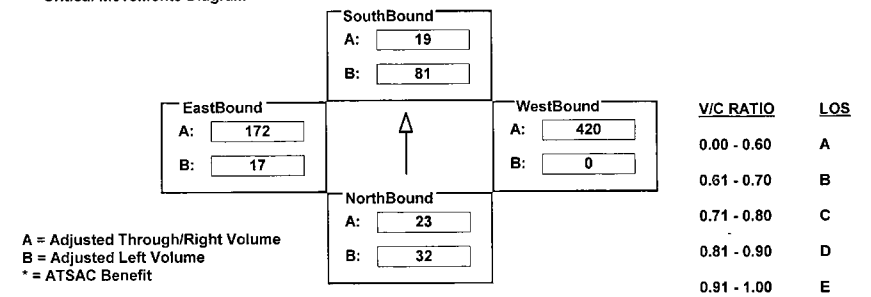 Critical Movements Diagram
SouthBound
A: 19
B: 81
EastBound
A: 172
B: 17
WestBound
A: 420
B: 0
NorthBound
A: 23
B: 32
A = Adjusted Through/Right Volume
B = Adjusted Left Volume
* = ATSAC Benefit
V/C RATIO LOS
0.00 - 0.60 A
0.61 - 0.70 B
0.71 - 0.80 C
0.81 - 0.90 D
0.91 - 1.00 E